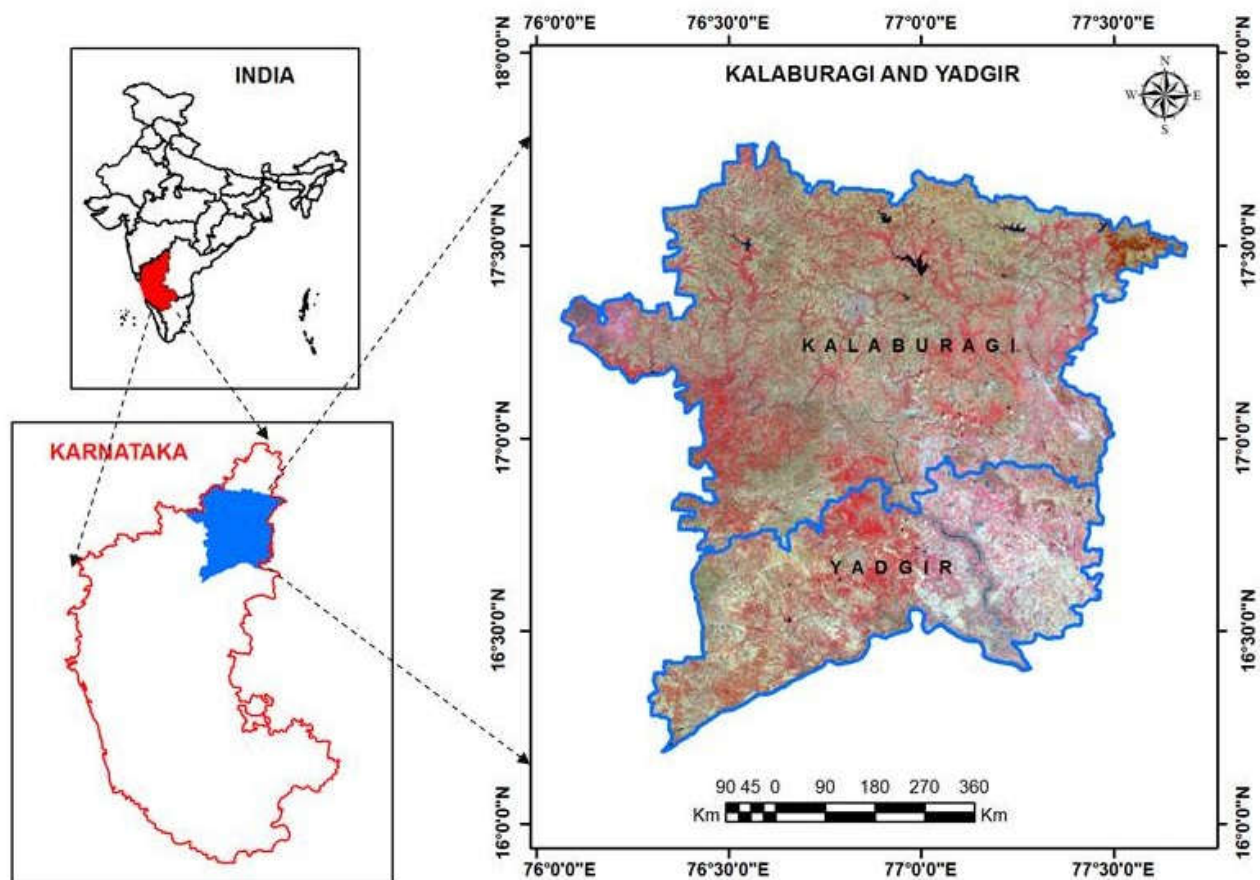 INDIA
KARNATAKA
76°0'0"E 76°30'0"E 77°0'0"E 77°30'0"E
KALABURAGI AND YADGIR
N
W E
S
18°0'0"N 18°0'0"N
17°30'0"N 17°30'0"N
KALABURAGI
17°0'0"N 17°0'0"N
YADGIR
16°30'0"N 16°30'0"N
90 45 0 90 180 270 360
Km Km
16°0'0"N 16°0'0"N
76°0'0"E 76°30'0"E 77°0'0"E 77°30'0"E